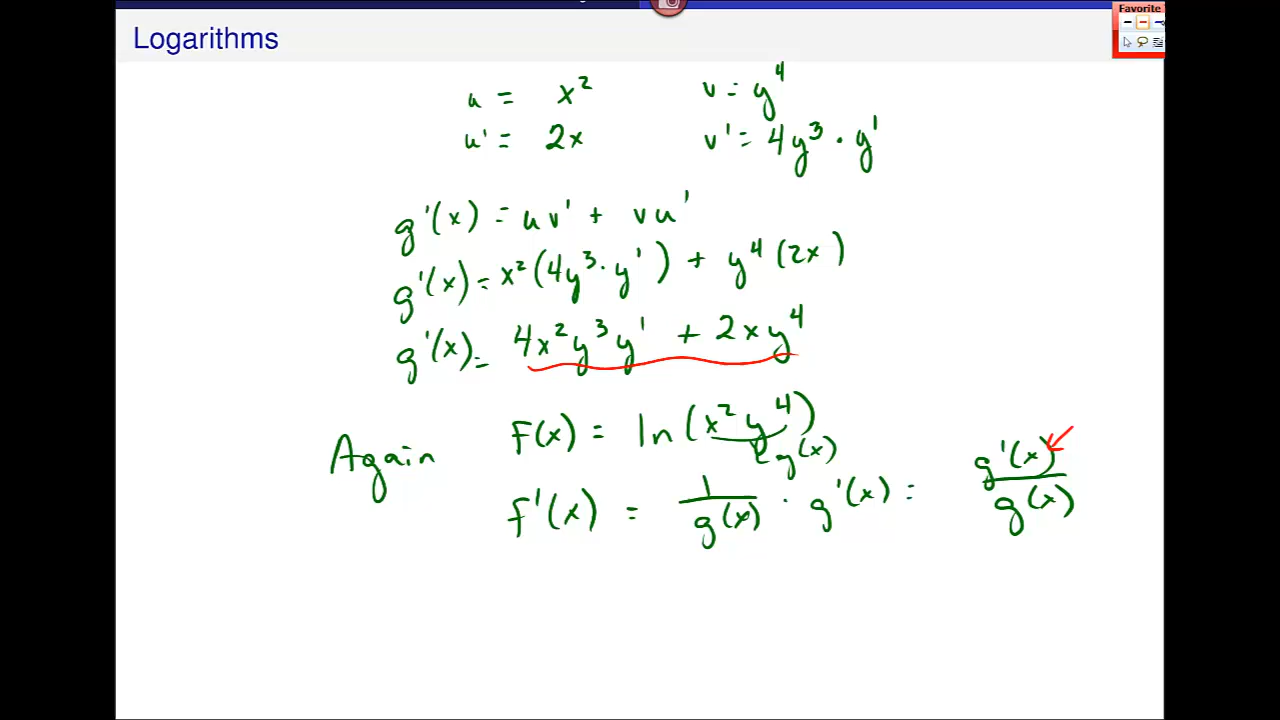 Favorite
Logarithms
u = x² v = y⁴
u' = 2x v' = 4y³ · y'
g'(x) = uv' + vu'
g'(x) = x²(4y³ · y') + y⁴(2x)
g'(x) = 4x²y³y' + 2xy⁴
Again f(x) = ln(x²y⁴)
g(x)
f'(x) = 1/g(x) · g'(x) = g'(x)/g(x)